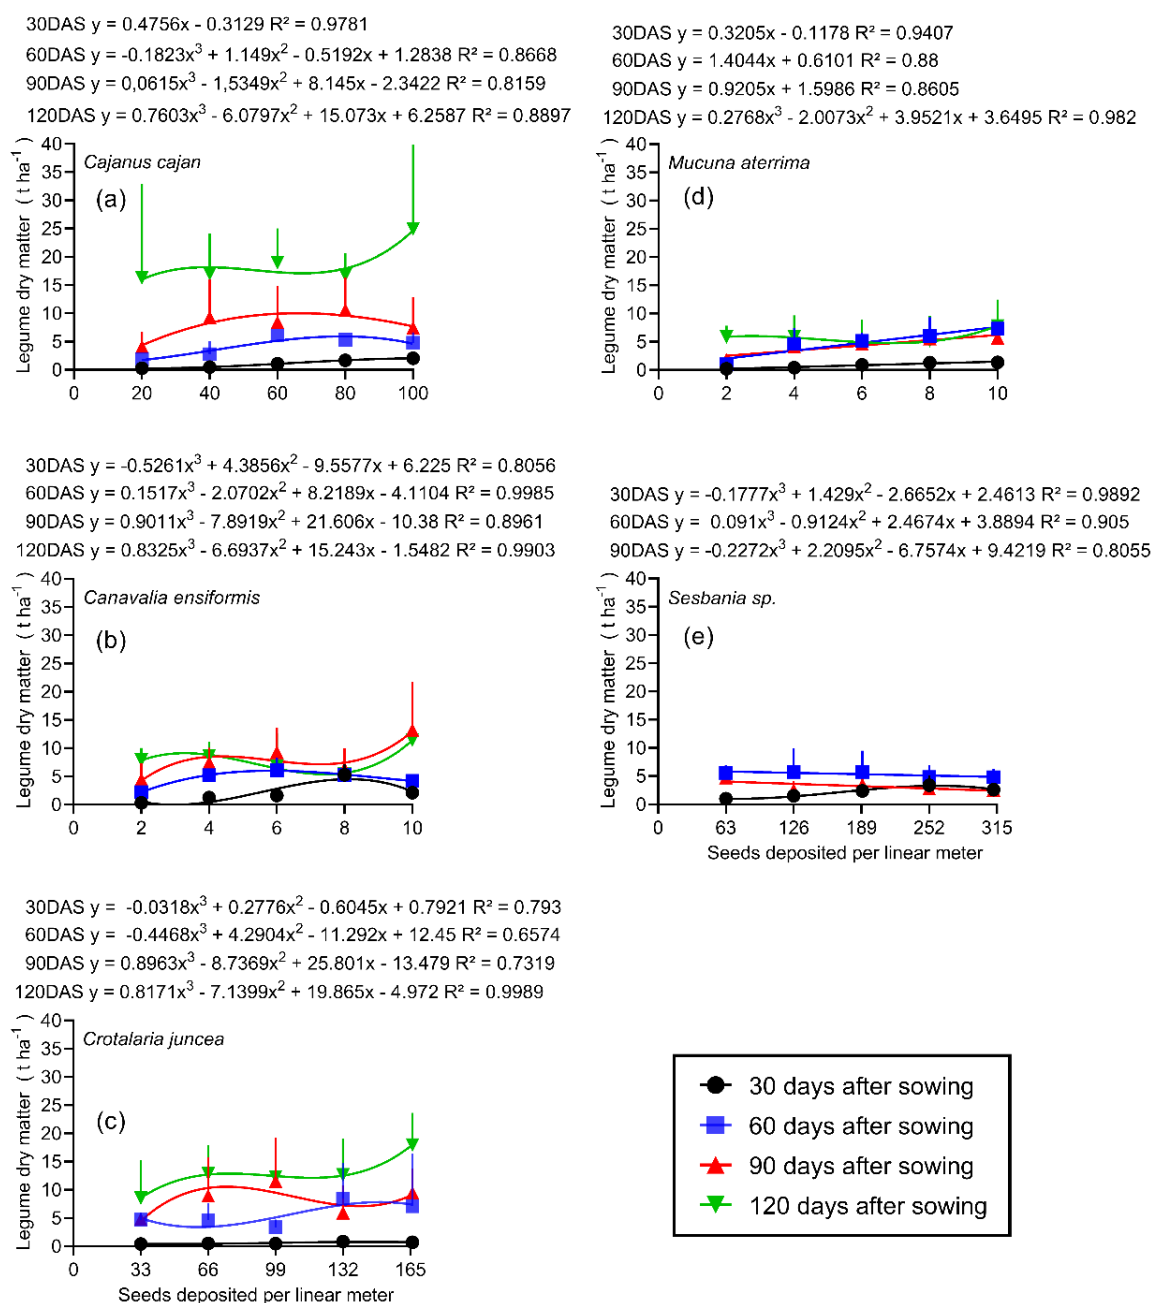 30DAS y = 0.4756x - 0.3129 R² = 0.9781
60DAS y = -0.1823x³ + 1.149x² - 0.5192x + 1.2838 R² = 0.8668
90DAS y = 0,0615x³ - 1,5349x² + 8.145x - 2.3422 R² = 0.8159
120DAS y = 0.7603x³ - 6.0797x² + 15.073x + 6.2587 R² = 0.8897
Legume dry matter ( t ha⁻¹ )
40
35
30
25
20
15
10
5
0
Cajanus cajan
(a)
0 20 40 60 80 100
30DAS y = 0.3205x - 0.1178 R² = 0.9407
60DAS y = 1.4044x + 0.6101 R² = 0.88
90DAS y = 0.9205x + 1.5986 R² = 0.8605
120DAS y = 0.2768x³ - 2.0073x² + 3.9521x + 3.6495 R² = 0.982
Legume dry matter ( t ha⁻¹ )
40
35
30
25
20
15
10
5
0
Mucuna aterrima
(d)
0 2 4 6 8 10
30DAS y = -0.5261x³ + 4.3856x² - 9.5577x + 6.225 R² = 0.8056
60DAS y = 0.1517x³ - 2.0702x² + 8.2189x - 4.1104 R² = 0.9985
90DAS y = 0.9011x³ - 7.8919x² + 21.606x - 10.38 R² = 0.8961
120DAS y = 0.8325x³ - 6.6937x² + 15.243x - 1.5482 R² = 0.9903
Legume dry matter ( t ha⁻¹ )
40
35
30
25
20
15
10
5
0
Canavalia ensiformis
(b)
0 2 4 6 8 10
30DAS y = -0.1777x³ + 1.429x² - 2.6652x + 2.4613 R² = 0.9892
60DAS y = 0.091x³ - 0.9124x² + 2.4674x + 3.8894 R² = 0.905
90DAS y = -0.2272x³ + 2.2095x² - 6.7574x + 9.4219 R² = 0.8055
Legume dry matter ( t ha⁻¹ )
40
35
30
25
20
15
10
5
0
Sesbania sp.
(e)
0 63 126 189 252 315
Seeds deposited per linear meter
30DAS y = -0.0318x³ + 0.2776x² - 0.6045x + 0.7921 R² = 0.793
60DAS y = -0.4468x³ + 4.2904x² - 11.292x + 12.45 R² = 0.6574
90DAS y = 0.8963x³ - 8.7369x² + 25.801x - 13.479 R² = 0.7319
120DAS y = 0.8171x³ - 7.1399x² + 19.865x - 4.972 R² = 0.9989
Legume dry matter ( t ha⁻¹ )
40
35
30
25
20
15
10
5
0
Crotalaria juncea
(c)
0 33 66 99 132 165
Seeds deposited per linear meter
30 days after sowing
60 days after sowing
90 days after sowing
120 days after sowing